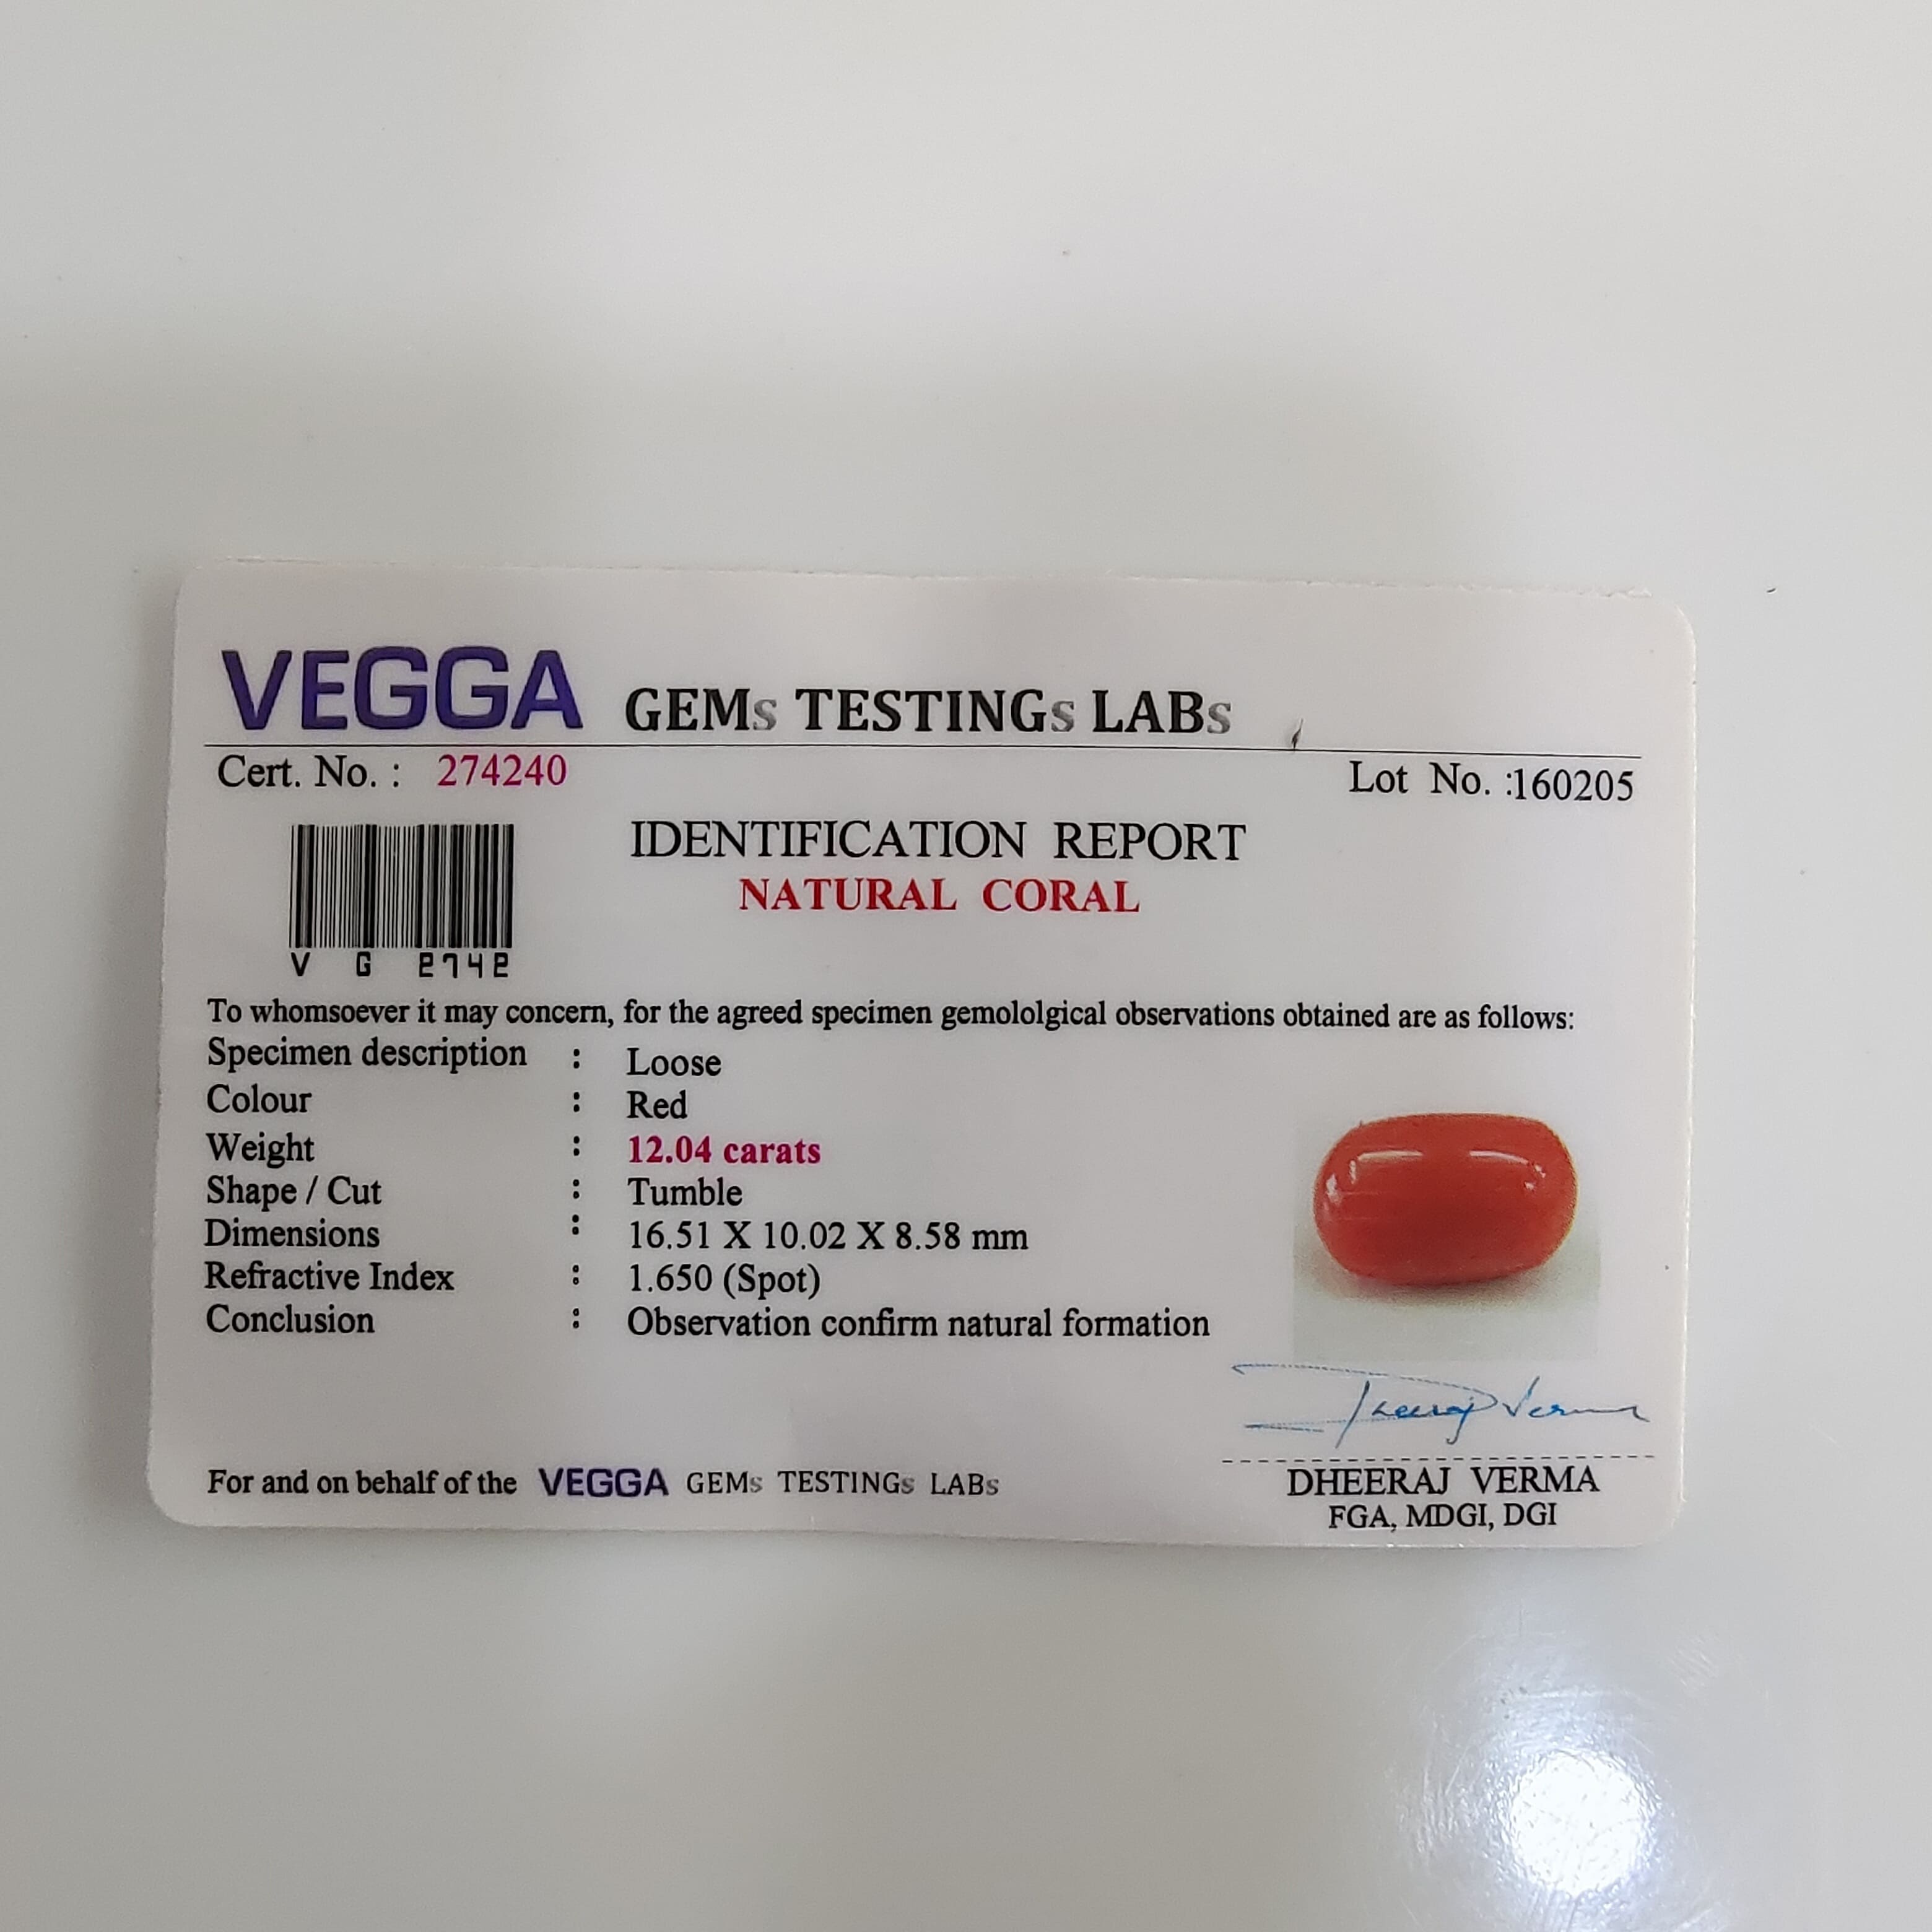 VEGGA GEMs TESTINGs LABs
Cert. No. : 274240
Lot No. :160205
IDENTIFICATION REPORT
NATURAL CORAL
V G 2742
To whomsoever it may concern, for the agreed specimen gemololgical observations obtained are as follows:
Specimen description : Loose
Colour : Red
Weight : 12.04 carats
Shape / Cut : Tumble
Dimensions : 16.51 X 10.02 X 8.58 mm
Refractive Index : 1.650 (Spot)
Conclusion : Observation confirm natural formation
Dheeraj Verma
For and on behalf of the VEGGA GEMs TESTINGs LABs
DHEERAJ VERMA
FGA, MDGI, DGI